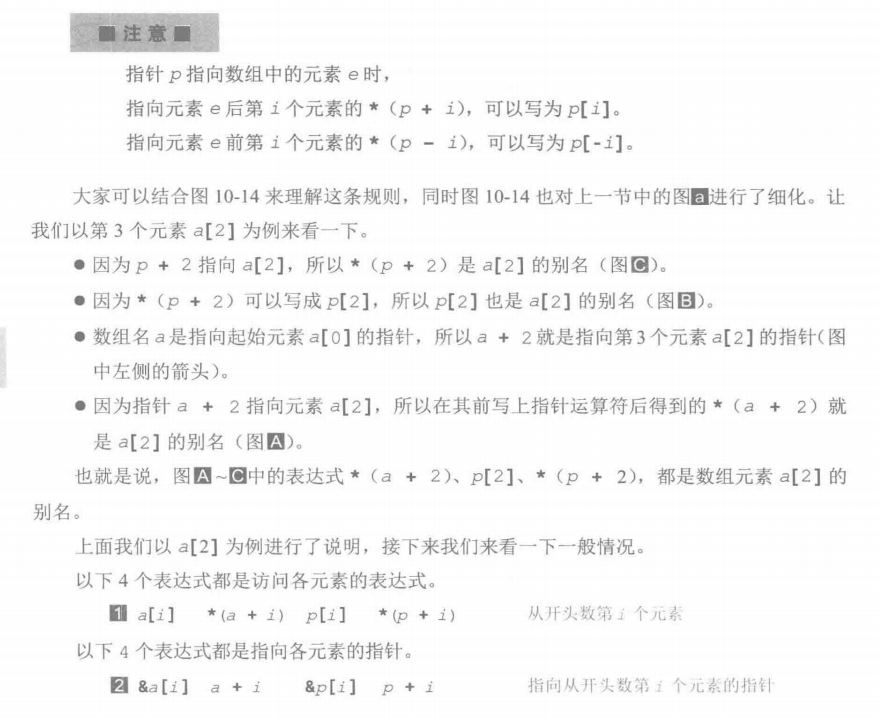 ■注意■
指针 p 指向数组中的元素 e 时,
指向元素 e 后第 i 个元素的 *（p + i），可以写为 p[i]。
指向元素 e 前第 i 个元素的 *（p - i），可以写为 p[-i]。
大家可以结合图 10-14 来理解这条规则，同时图 10-14 也对上一节中的图a进行了细化。让
我们以第 3 个元素 a[2] 为例来看一下。
●因为 p + 2 指向 a[2]，所以 *（p + 2）是 a[2] 的别名（图C）。
●因为 *（p + 2）可以写成 p[2]，所以 p[2] 也是 a[2] 的别名（图B）。
●数组名 a 是指向起始元素 a[0] 的指针，所以 a + 2 就是指向第 3 个元素 a[2] 的指针（图
中左侧的箭头）。
●因为指针 a + 2 指向元素 a[2]，所以在其前写上指针运算符后得到的 *（a + 2）就
是 a[2] 的别名（图A）。
也就是说，图A~C中的表达式 *（a + 2）、p[2]、*（p + 2），都是数组元素 a[2] 的
别名。
上面我们以 a[2] 为例进行了说明，接下来我们来看一下一般情况。
以下 4 个表达式都是访问各元素的表达式。
1 a[i] *(a + i) p[i] *(p + i) 从开头数第 i 个元素
以下 4 个表达式都是指向各元素的指针。
2 &a[i] a + i &p[i] p + i 指向从开头数第 i 个元素的指针